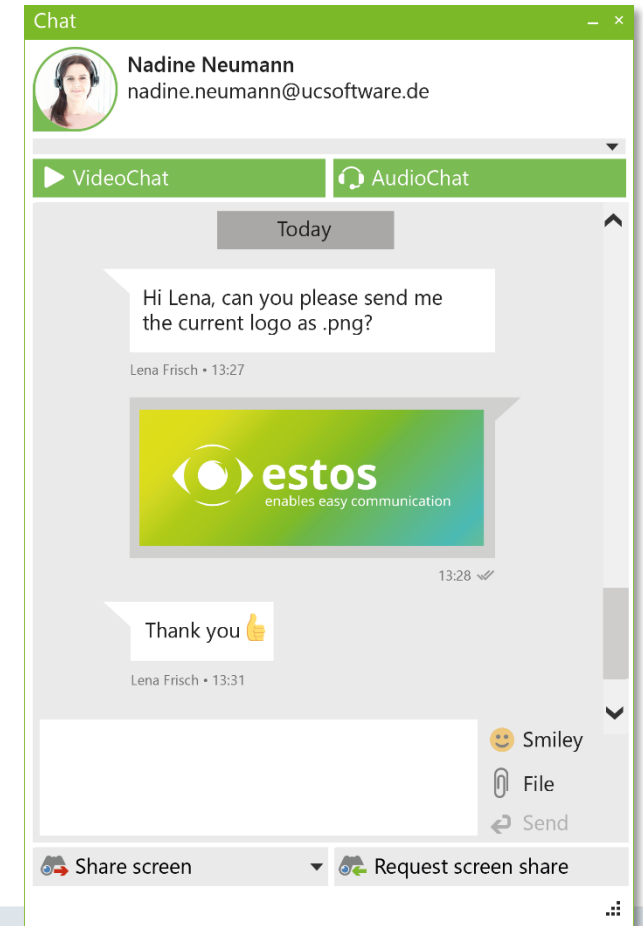 Chat
Nadine Neumann
nadine.neumann@ucsoftware.de
VideoChat
AudioChat
Today
Hi Lena, can you please send me
the current logo as .png?
Lena Frisch • 13:27
estos
enables easy communication
13:28
Thank you
Lena Frisch • 13:31
Smiley
File
Send
Share screen
Request screen share